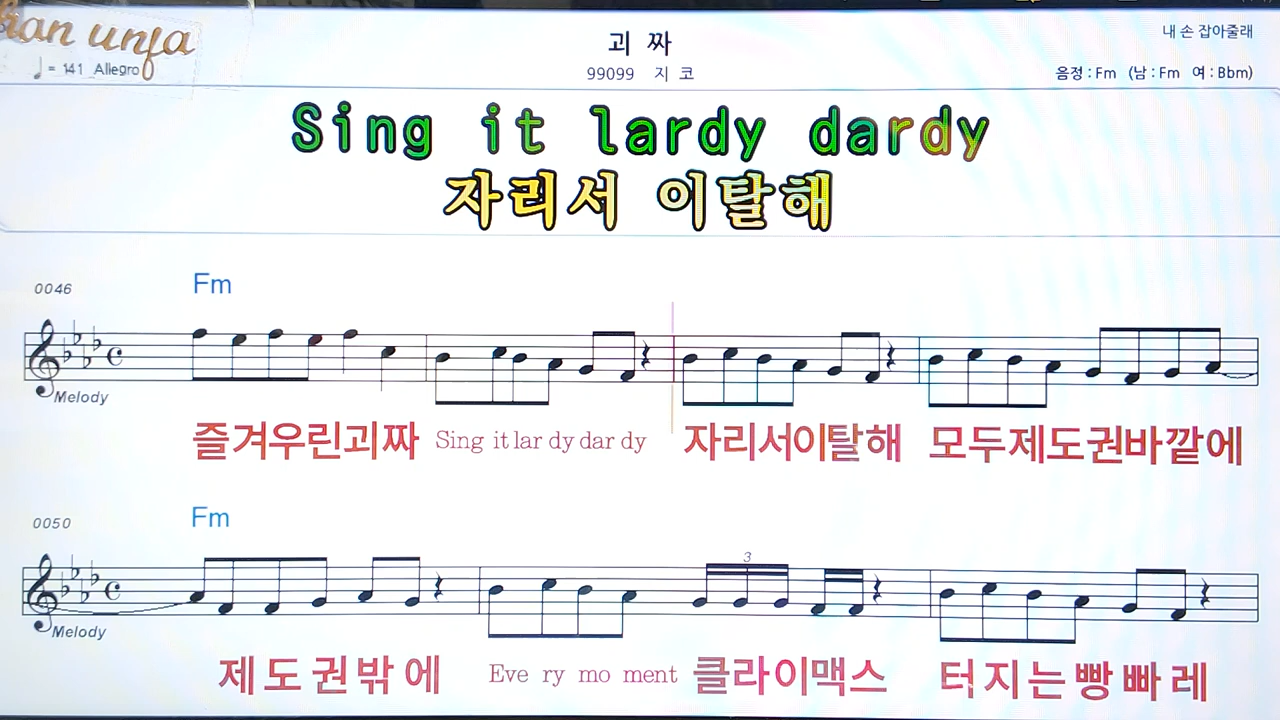 괴 짜
내 손 잡아줄래
♩= 141 Allegro
99099 지 코
음정 : Fm (남 : Fm 여 : Bbm)
Sing it lardy dardy
자리서 이탈해
0046
Fm
Melody
즐겨우린괴짜 Sing it lar dy dar dy 자리서이탈해 모두제도권바깥에
0050
Fm
3
Melody
제도권밖에 Eve ry mo ment 클라이맥스 터지는빵빠레